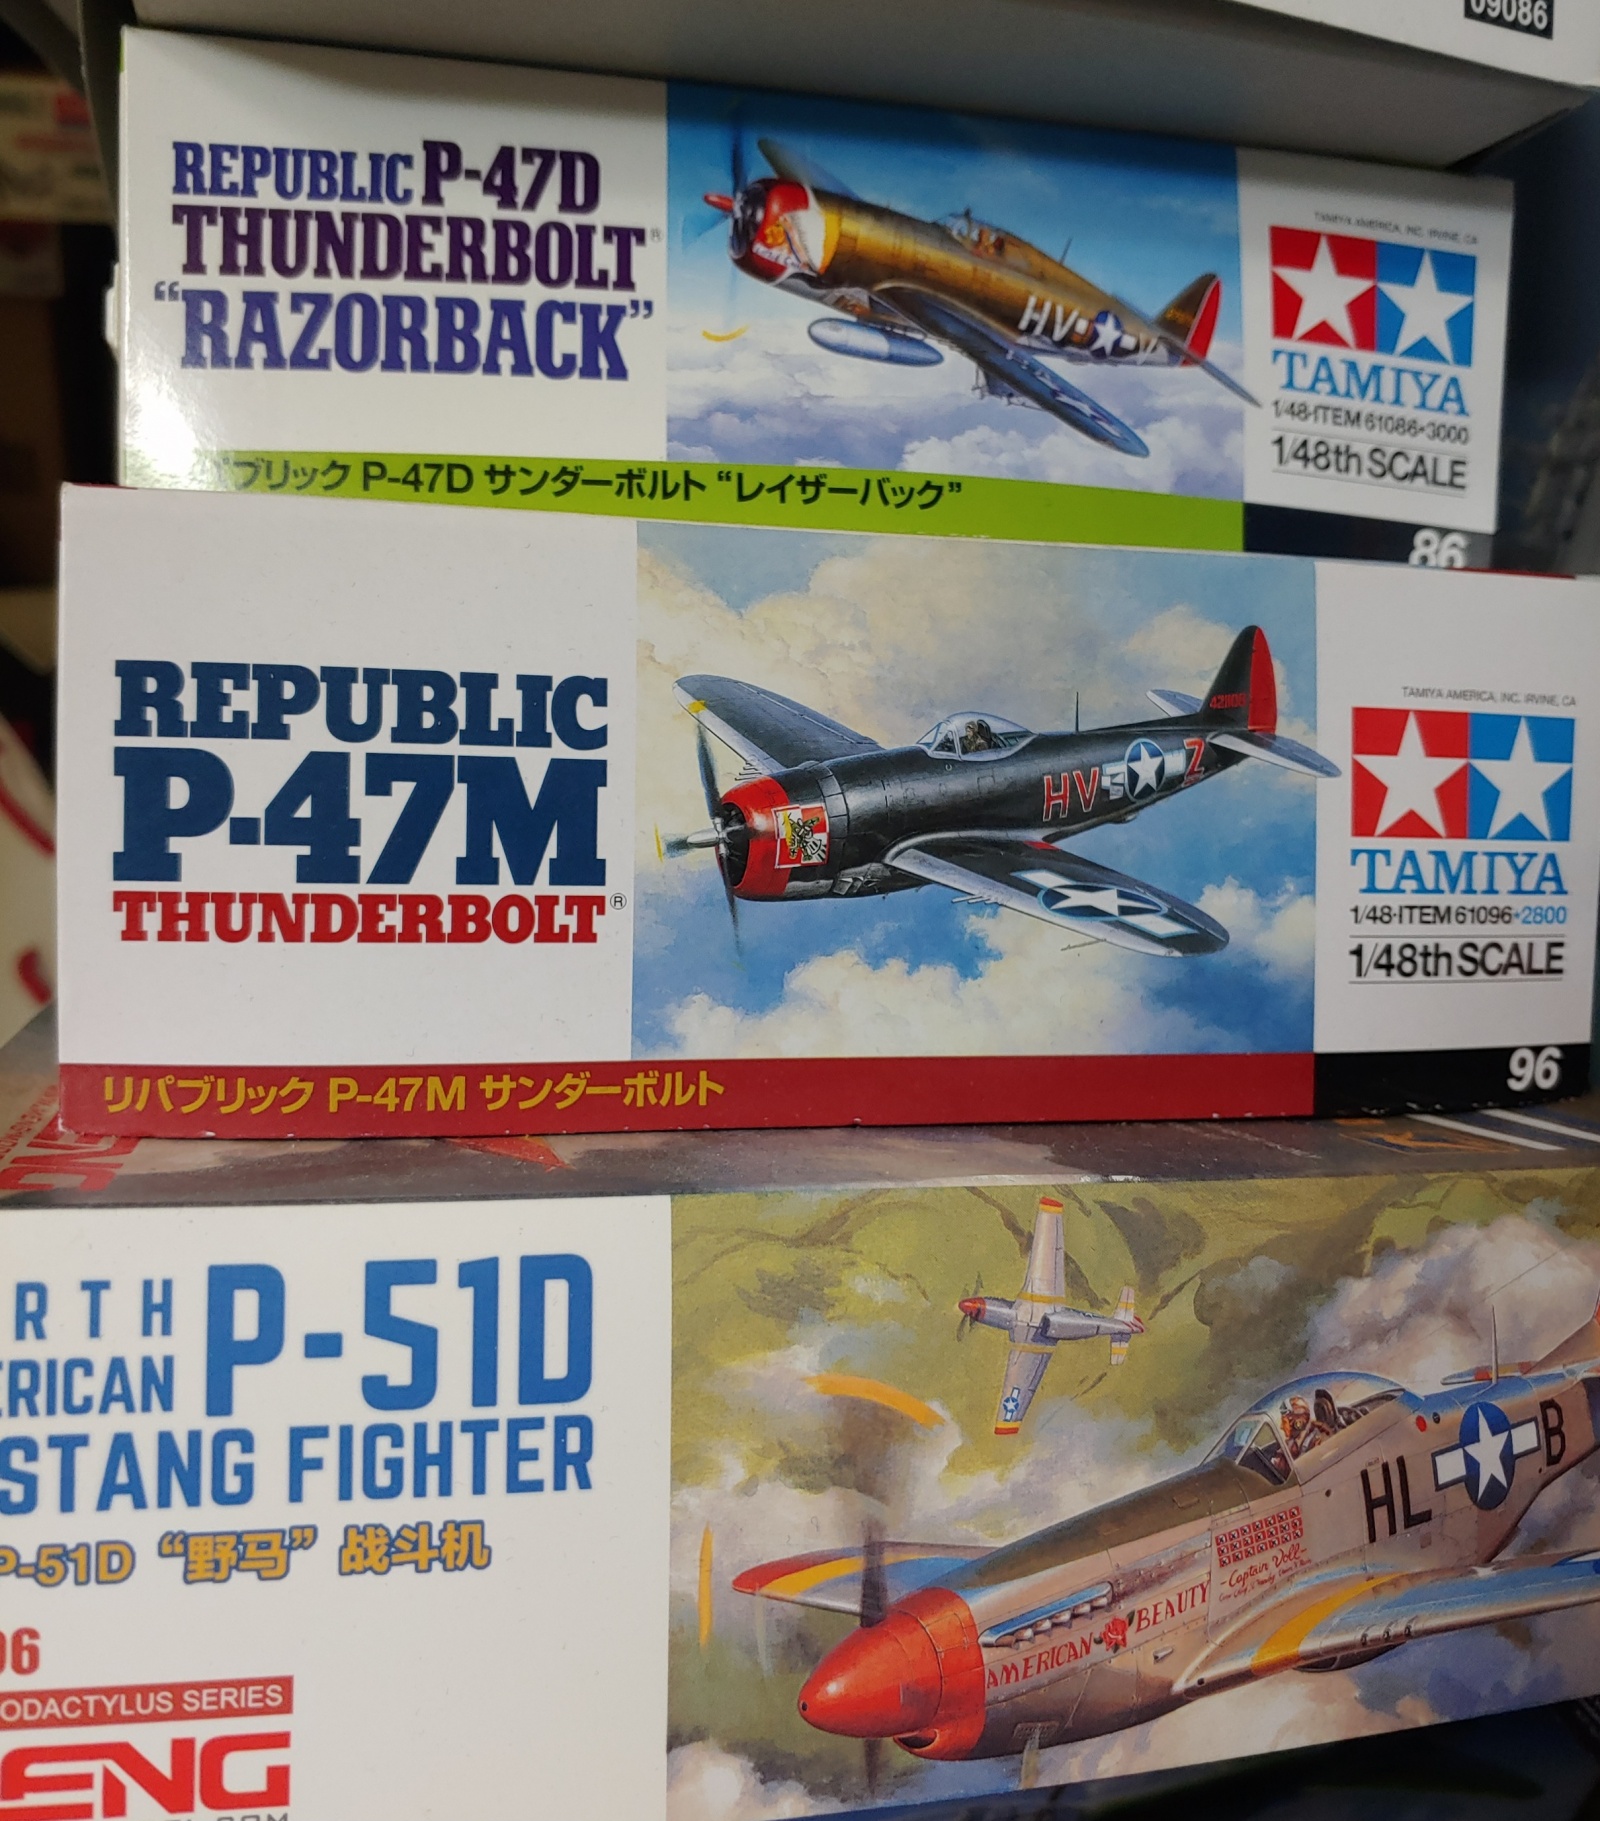 09086
REPUBLIC P-47D
THUNDERBOLT®
"RAZORBACK"
HV
TAMIYA AMERICA, INC. IRVINE, CA
TAMIYA
1/48·ITEM 61086•3000
1/48th SCALE
パブリック P-47D サンダーボルト “レイザーバック”
86
REPUBLIC
P-47M
THUNDERBOLT®
HV Z
TAMIYA AMERICA, INC. IRVINE, CA
TAMIYA
1/48·ITEM 61096•2800
1/48th SCALE
リパブリック P-47M サンダーボルト
96
RTH
ERICAN P-51D
STANG FIGHTER
P-51D “野马” 战斗机
06
ODACTYLUS SERIES
ENG
HL B
Captain Voll
AMERICAN BEAUTY